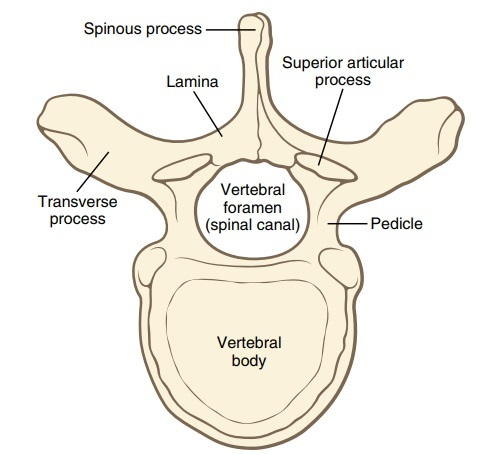 Spinous process
Superior articular
process
Lamina
Transverse
process
Vertebral
foramen
(spinal canal)
Pedicle
Vertebral
body